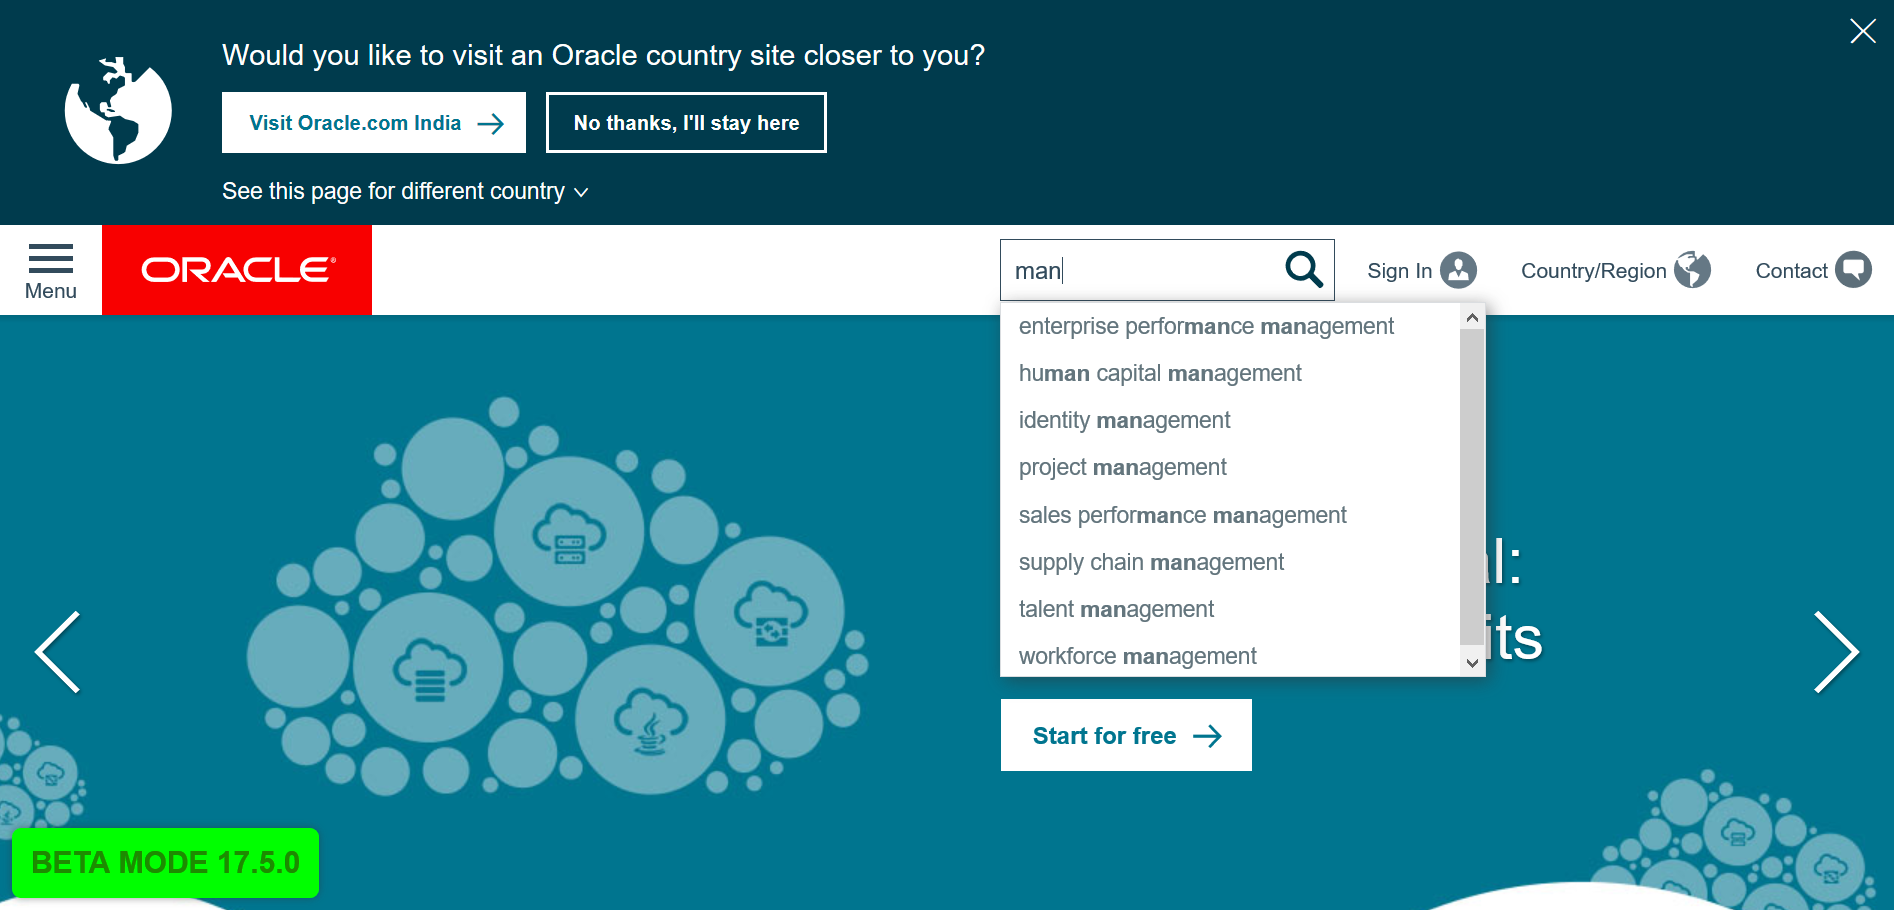 Would you like to visit an Oracle country site closer to you?
Visit Oracle.com India
No thanks, I'll stay here
See this page for different country
Menu
ORACLE®
man
Sign In
Country/Region
Contact
enterprise performance management
human capital management
identity management
project management
sales performance management
supply chain management
talent management
workforce management
l:
its
Start for free
BETA MODE 17.5.0